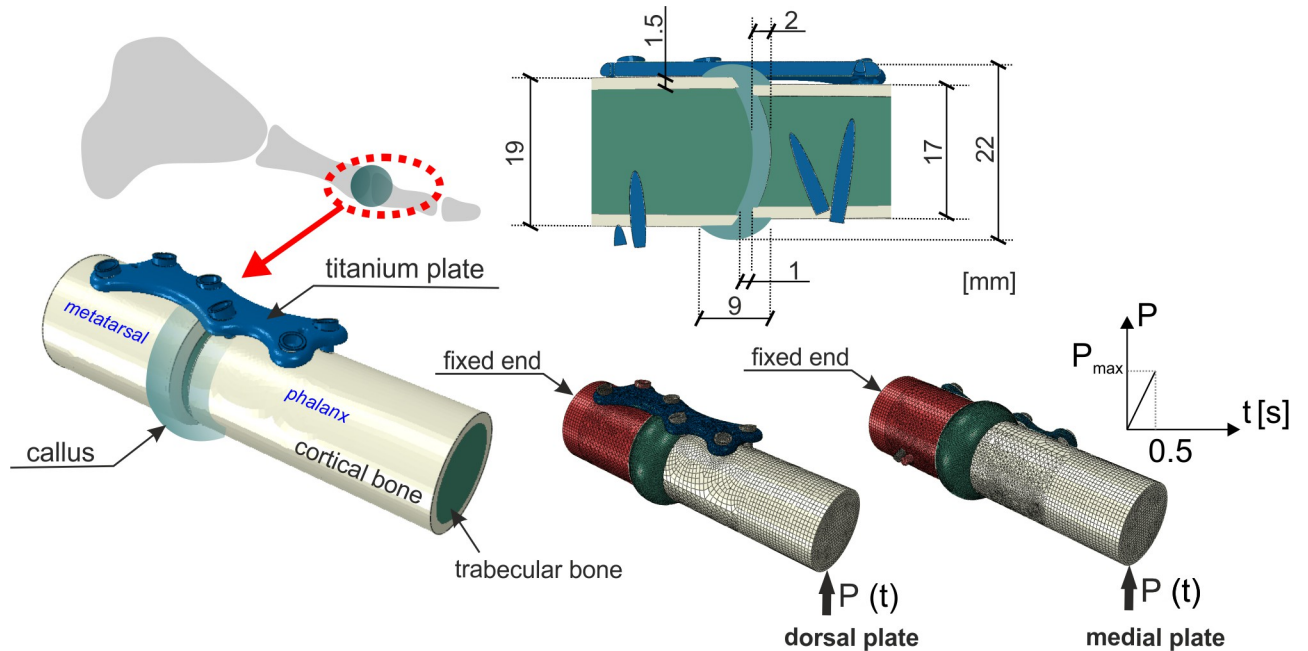 1.5
2
19
17
22
9
1
[mm]
titanium plate
metatarsal
phalanx
callus
cortical bone
trabecular bone
fixed end
P (t)
dorsal plate
fixed end
P (t)
medial plate
P
Pmax
t [s]
0.5